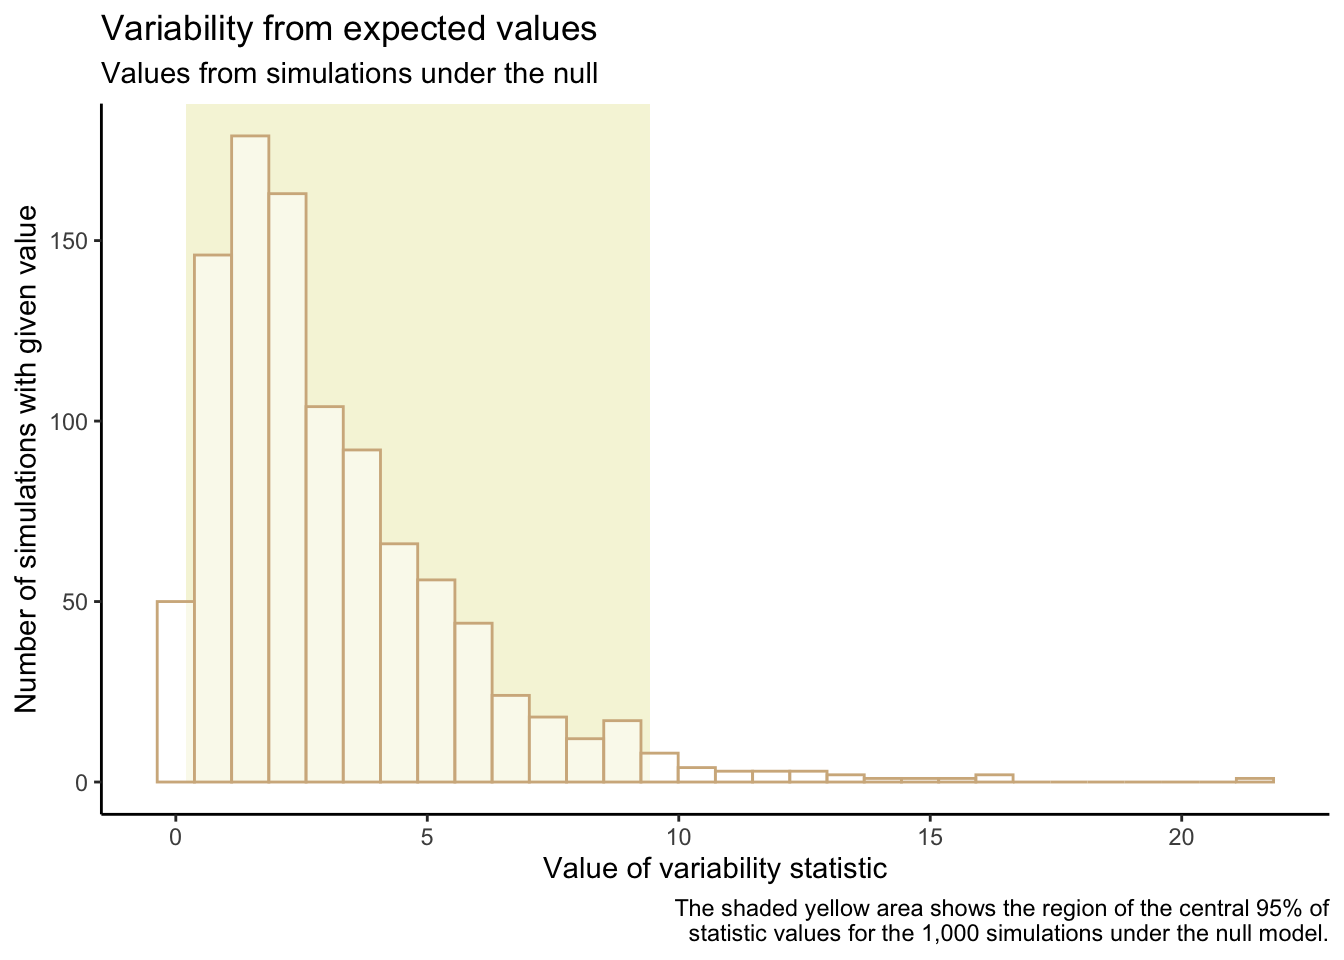 Variability from expected values
Values from simulations under the null
Number of simulations with given value
150
100
50
0
0
5
10
15
20
Value of variability statistic
The shaded yellow area shows the region of the central 95% of
statistic values for the 1,000 simulations under the null model.